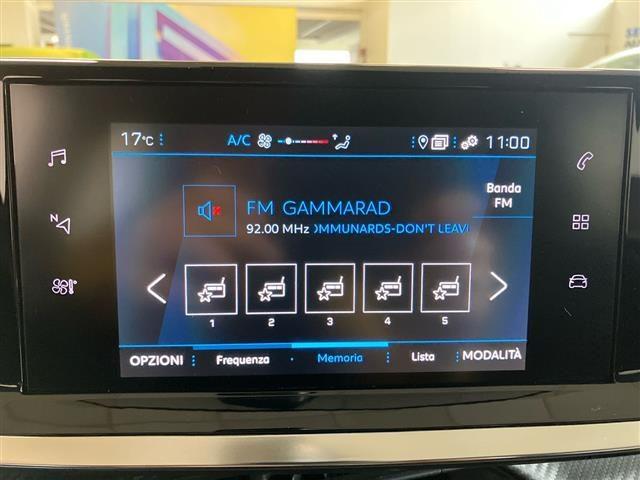 17°C A/C 11:00
FM GAMMARAD
Banda
FM
92.00 MHz OMMUNARDS-DON'T LEAV
N
1 2 3 4 5
OPZIONI Frequenza Memoria Lista MODALITÀ